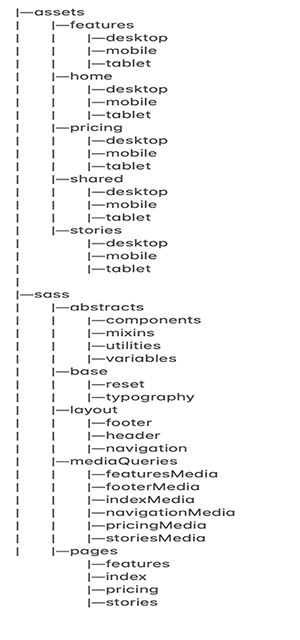 |—assets
|    |—features
|    |    |—desktop
|    |    |—mobile
|    |    |—tablet
|    |—home
|    |    |—desktop
|    |    |—mobile
|    |    |—tablet
|    |—pricing
|    |    |—desktop
|    |    |—mobile
|    |    |—tablet
|    |—shared
|    |    |—desktop
|    |    |—mobile
|    |    |—tablet
|    |—stories
|         |—desktop
|         |—mobile
|         |—tablet
|
|—sass
|    |—abstracts
|    |    |—components
|    |    |—mixins
|    |    |—utilities
|    |    |—variables
|    |—base
|    |    |—reset
|    |    |—typography
|    |—layout
|    |    |—footer
|    |    |—header
|    |    |—navigation
|    |—mediaQueries
|    |    |—featuresMedia
|    |    |—footerMedia
|    |    |—indexMedia
|    |    |—navigationMedia
|    |    |—pricingMedia
|    |    |—storiesMedia
|    |—pages
          |—features
          |—index
          |—pricing
          |—stories